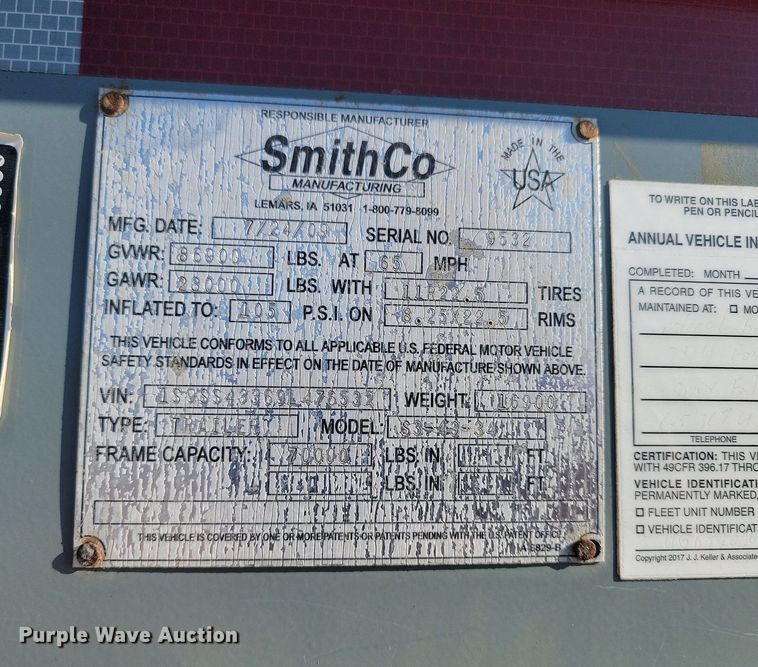 RESPONSIBLE MANUFACTURER
SmithCo
MANUFACTURING
MADE IN THE
USA
LEMARS, IA 51031 1-800-779-8099
MFG. DATE: 7/24/09 SERIAL NO. 9532
GVWR: 86900 LBS. AT 65 MPH
GAWR: 28000 LBS. WITH 11R22.5 TIRES
INFLATED TO: 105 P.S.I. ON 8.25X22.5 RIMS
THIS VEHICLE CONFORMS TO ALL APPLICABLE U.S. FEDERAL MOTOR VEHICLE
SAFETY STANDARDS IN EFFECT ON THE DATE OF MANUFACTURE SHOWN ABOVE.
VIN: WEIGHT: 16900
TYPE: TRAILER MODEL:
FRAME CAPACITY: 70000 LBS. IN FT.
LBS. IN FT.
THIS VEHICLE IS COVERED BY ONE OR MORE PATENTS OR PATENTS PENDING WITH THE U.S. PATENT OFFICE.
TO WRITE ON THIS LAB
PEN OR PENCIL
ANNUAL VEHICLE IN
COMPLETED: MONTH
A RECORD OF THIS VE
MAINTAINED AT: MO
TELEPHONE
CERTIFICATION: THIS V
WITH 49CFR 396.17 THRO
VEHICLE IDENTIFICATI
PERMANENTLY MARKED,
FLEET UNIT NUMBER
VEHICLE IDENTIFICAT
Copyright 2017 J. J. Keller & Associate
Purple Wave Auction